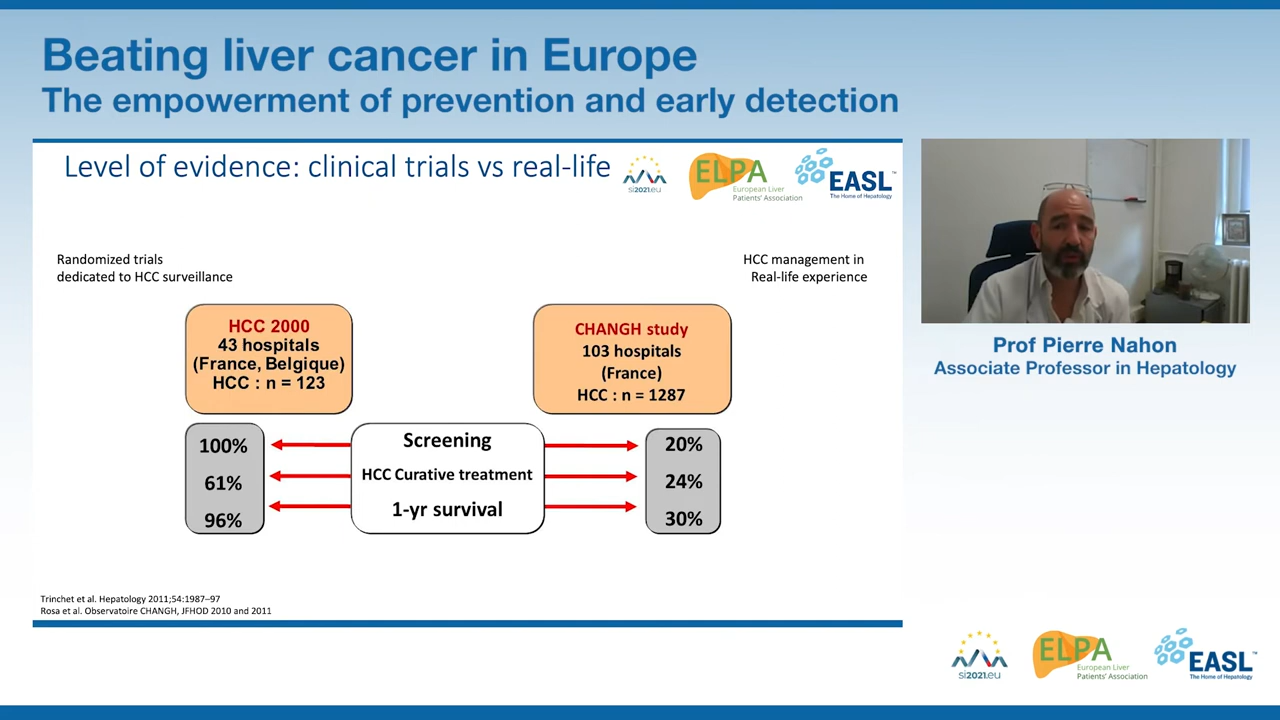 Beating liver cancer in Europe
The empowerment of prevention and early detection
Level of evidence: clinical trials vs real-life
si2021.eu
ELPA
European Liver
Patients' Association
EASL™
The Home of Hepatology
Randomized trials
dedicated to HCC surveillance
HCC management in
Real-life experience
HCC 2000
43 hospitals
(France, Belgique)
HCC : n = 123
CHANGH study
103 hospitals
(France)
HCC : n = 1287
100%
Screening
20%
61%
HCC Curative treatment
24%
96%
1-yr survival
30%
Trinchet et al. Hepatology 2011;54:1987–97
Rosa et al. Observatoire CHANGH, JFHOD 2010 and 2011
Prof Pierre Nahon
Associate Professor in Hepatology
si2021.eu
ELPA
European Liver
Patients' Association
EASL™
The Home of Hepatology